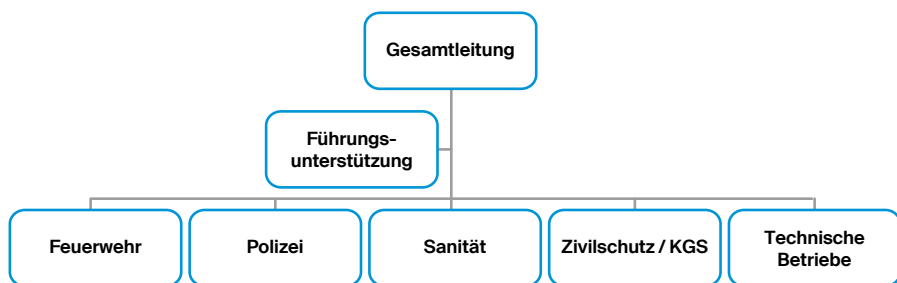 Gesamtleitung
Führungs-
unterstützung
Feuerwehr
Polizei
Sanität
Zivilschutz / KGS
Technische
Betriebe